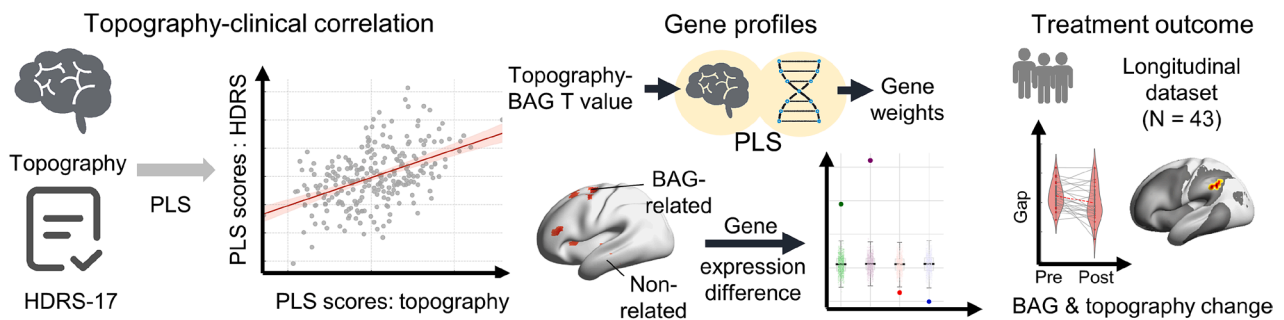 Topography-clinical correlation
Topography
PLS
HDRS-17
PLS scores : HDRS
PLS scores: topography
Gene profiles
Topography-
BAG T value
PLS
Gene
weights
BAG-
related
Non-
related
Gene
expression
difference
Treatment outcome
Longitudinal
dataset
(N = 43)
Gap
Pre Post
BAG & topography change